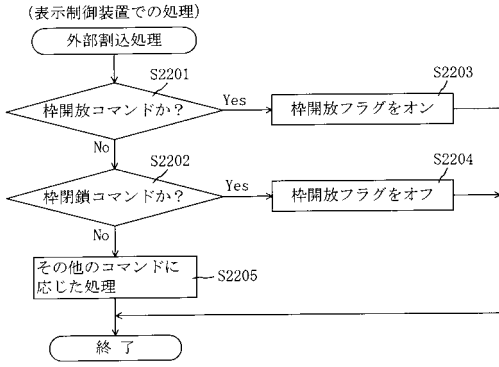 (表示制御装置での処理)
外部割込処理
S2201
枠開放コマンドか?
Yes
S2203
枠開放フラグをオン
No
S2202
枠閉鎖コマンドか?
Yes
S2204
枠開放フラグをオフ
No
その他のコマンドに
応じた処理
S2205
終了